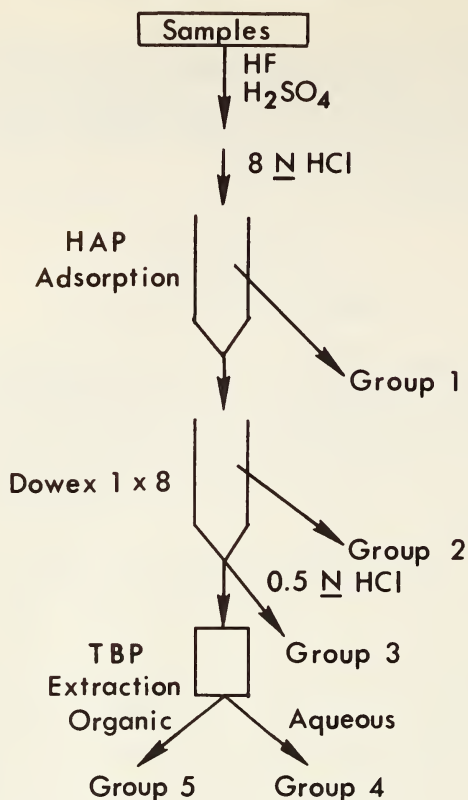 Samples
HF
H₂SO₄
8 N HCl
HAP
Adsorption
Group 1
Dowex 1 x 8
Group 2
0.5 N HCl
Group 3
TBP
Extraction
Organic
Aqueous
Group 5
Group 4